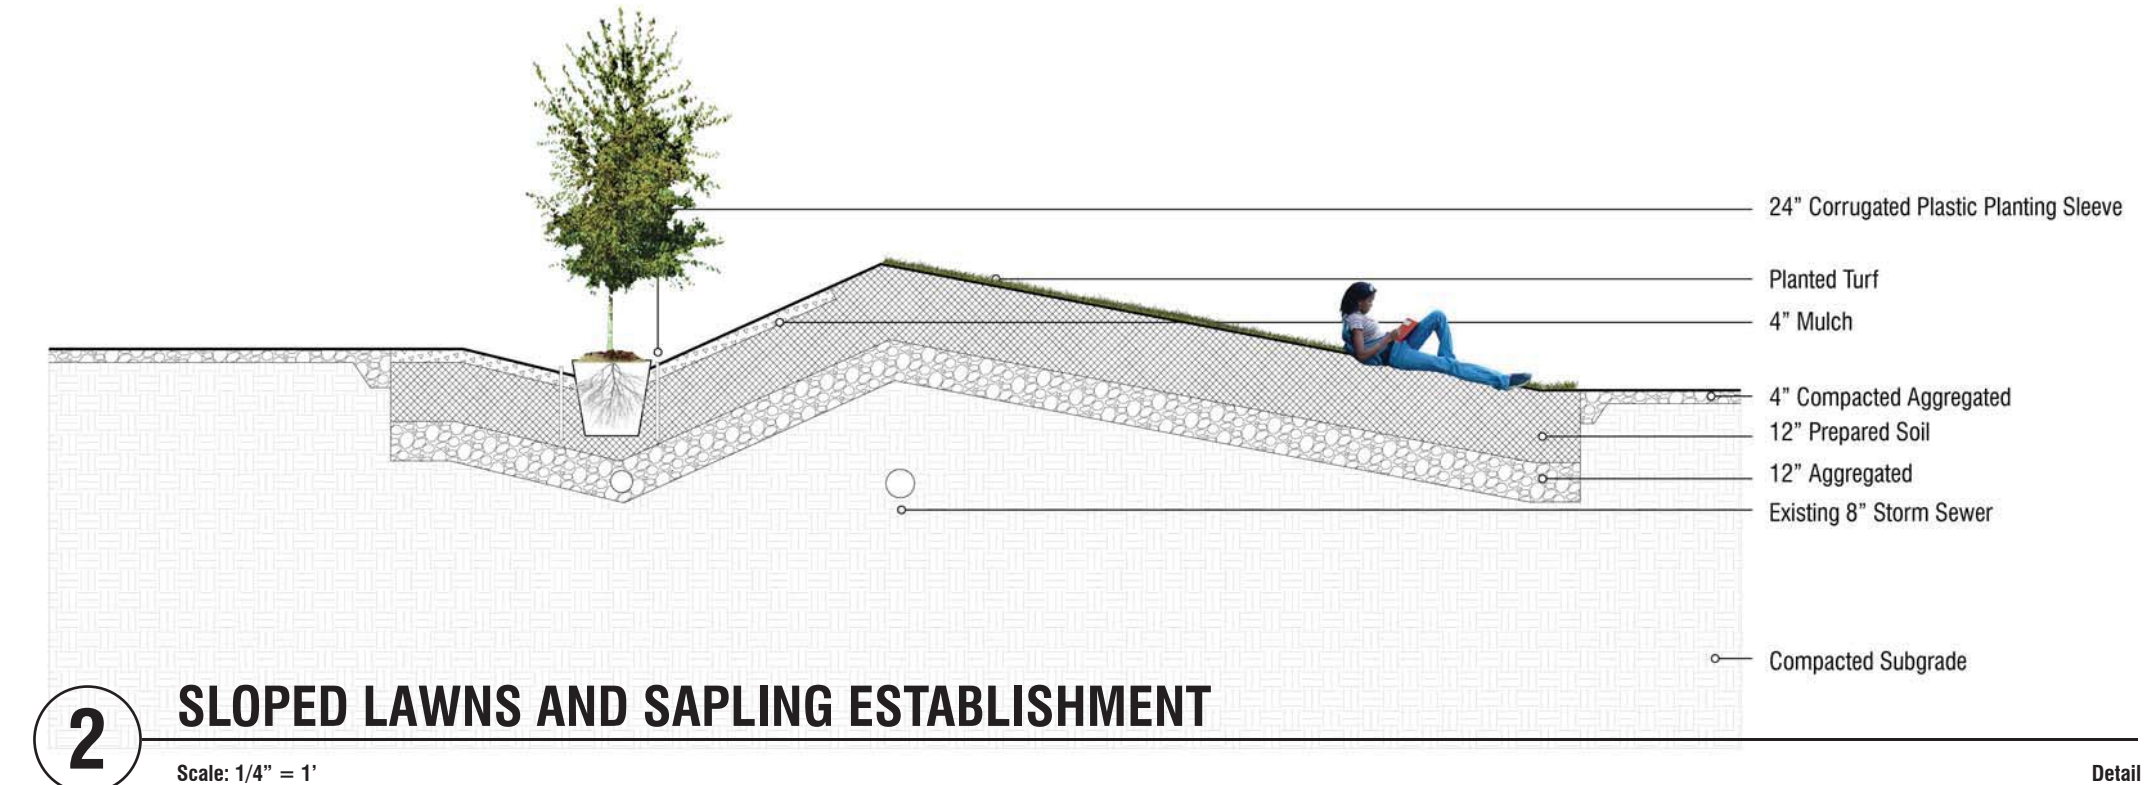 24” Corrugated Plastic Planting Sleeve
Planted Turf
4” Mulch
4” Compacted Aggregated
12” Prepared Soil
12” Aggregated
Existing 8” Storm Sewer
Compacted Subgrade
2
SLOPED LAWNS AND SAPLING ESTABLISHMENT
Scale: 1/4” = 1’
Detail